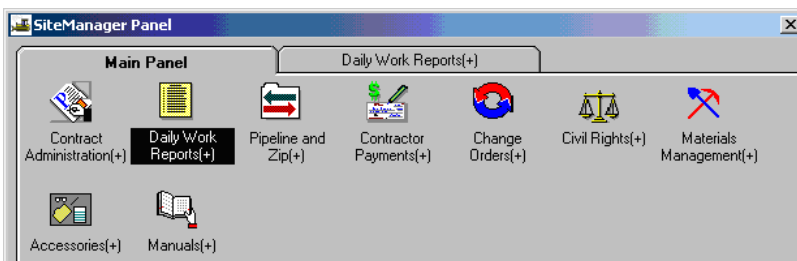 SiteManager Panel
Main Panel
Daily Work Reports(+)
Contract
Administration(+)
Daily Work
Reports(+)
Pipeline and
Zip(+)
Contractor
Payments(+)
Change
Orders(+)
Civil Rights(+)
Materials
Management(+)
Accessories(+)
Manuals(+)